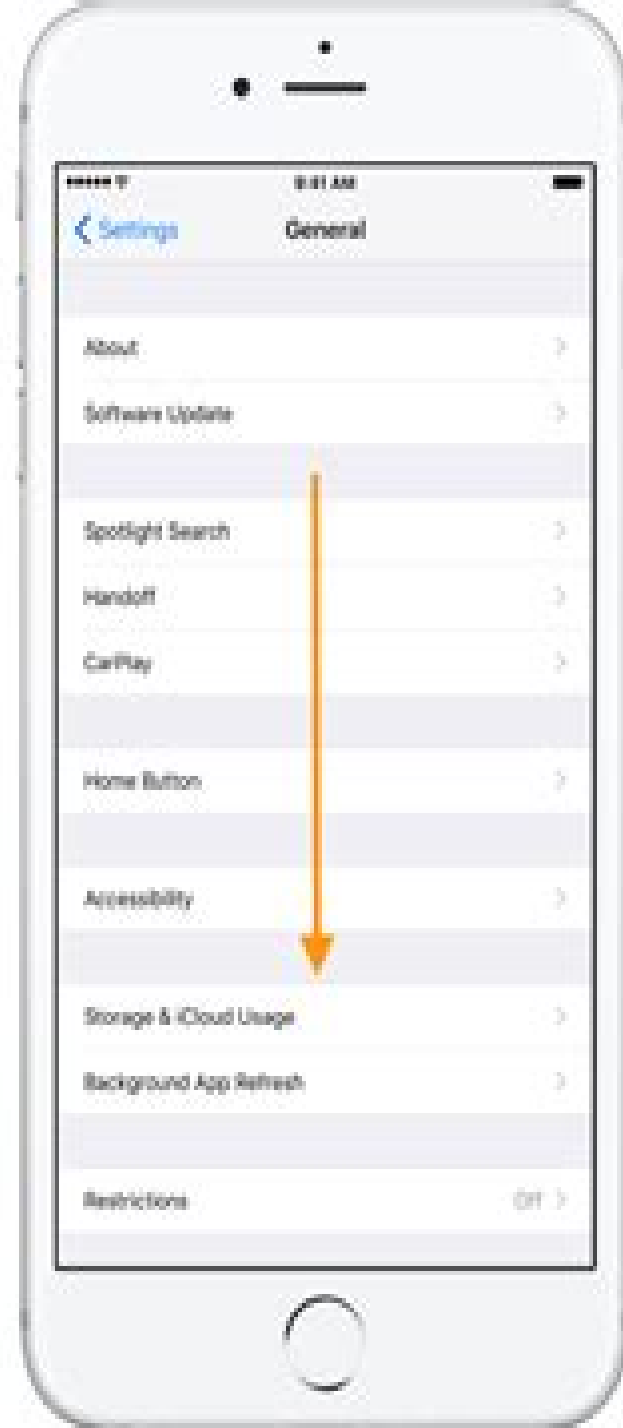 9:41 AM
Settings General
About
Software Update
Spotlight Search
Handoff
CarPlay
Home Button
Accessibility
Storage & iCloud Usage
Background App Refresh
Restrictions Off